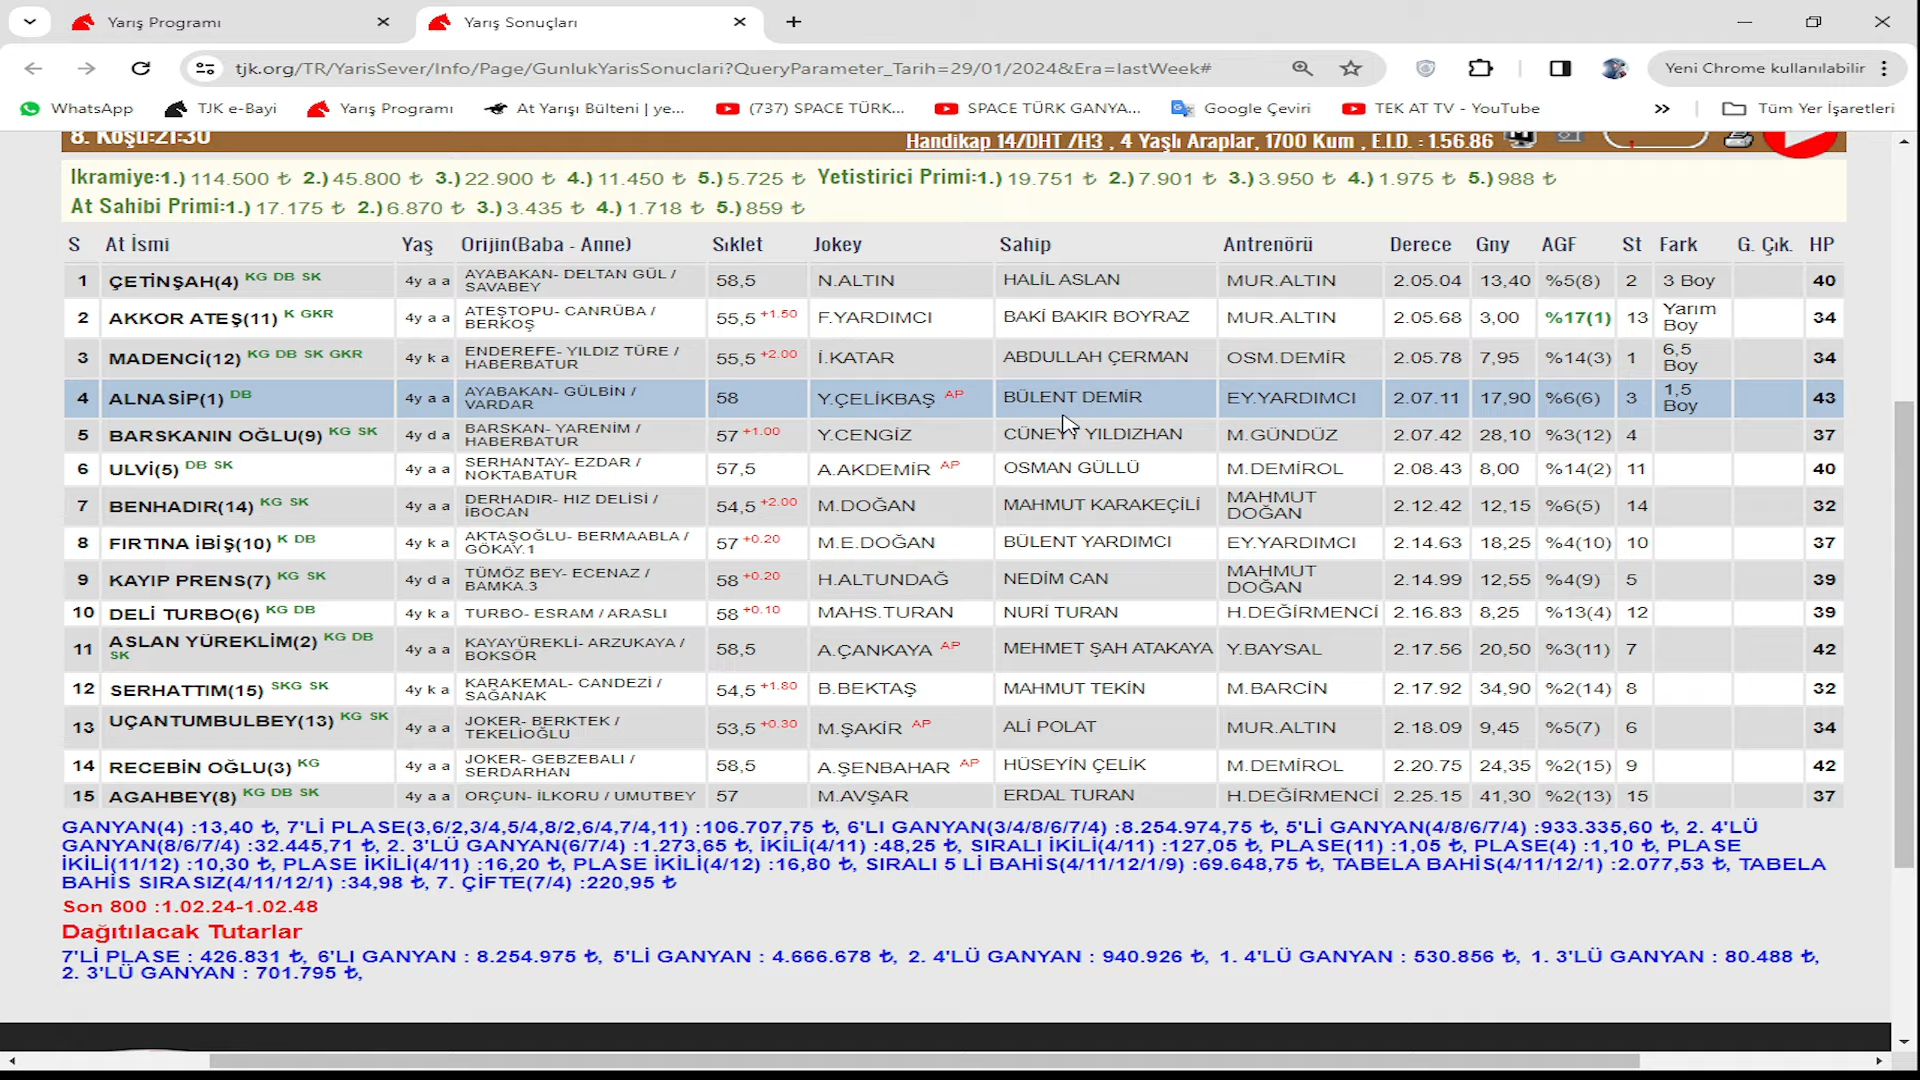 Yarış Programı
Yarış Sonuçları
tjk.org/TR/YarisSever/Info/Page/GunlukYarisSonuclari?QueryParameter_Tarih=29/01/2024&Era=lastWeek#
Yeni Chrome kullanılabilir
WhatsApp TJK e-Bayi Yarış Programı At Yarışı Bülteni | ye... (737) SPACE TÜRK... SPACE TÜRK GANYA... Google Çeviri TEK AT TV - YouTube » Tüm Yer İşaretleri
8. Koşu:21:30 Handikap 14/DHT /H3 , 4 Yaşlı Araplar, 1700 Kum , E.I.D. : 1.56.86
Ikramiye:1.) 114.500 ₺ 2.) 45.800 ₺ 3.) 22.900 ₺ 4.) 11.450 ₺ 5.) 5.725 ₺ Yetistirici Primi:1.) 19.751 ₺ 2.) 7.901 ₺ 3.) 3.950 ₺ 4.) 1.975 ₺ 5.) 988 ₺
At Sahibi Primi:1.) 17.175 ₺ 2.) 6.870 ₺ 3.) 3.435 ₺ 4.) 1.718 ₺ 5.) 859 ₺
S At İsmi Yaş Orijin(Baba - Anne) Sıklet Jokey Sahip Antrenörü Derece Gny AGF St Fark G. Çık. HP
1 ÇETİNŞAH(4) KG DB SK 4y a a AYABAKAN- DELTAN GÜL / SAVABEY 58,5 N.ALTIN HALİL ASLAN MUR.ALTIN 2.05.04 13,40 %5(8) 2 3 Boy 40
2 AKKOR ATEŞ(11) K GKR 4y a a ATEŞTOPU- CANRÜBA / BERKOŞ 55,5 +1.50 F.YARDIMCI BAKİ BAKIR BOYRAZ MUR.ALTIN 2.05.68 3,00 %17(1) 13 Yarım Boy 34
3 MADENCİ(12) KG DB SK GKR 4y k a ENDEREFE- YILDIZ TÜRE / HABERBATUR 55,5 +2.00 İ.KATAR ABDULLAH ÇERMAN OSM.DEMİR 2.05.78 7,95 %14(3) 1 6,5 Boy 34
4 ALNASİP(1) DB 4y a a AYABAKAN- GÜLBİN / VARDAR 58 Y.ÇELİKBAŞ AP BÜLENT DEMİR EY.YARDIMCI 2.07.11 17,90 %6(6) 3 1,5 Boy 43
5 BARSKANIN OĞLU(9) KG SK 4y d a BARSKAN- YARENİM / HABERBATUR 57 +1.00 Y.CENGİZ CÜNEYT YILDIZHAN M.GÜNDÜZ 2.07.42 28,10 %3(12) 4 37
6 ULVİ(5) DB SK 4y a a SERHANTAY- EZDAR / NOKTABATUR 57,5 A.AKDEMİR AP OSMAN GÜLLÜ M.DEMİROL 2.08.43 8,00 %14(2) 11 40
7 BENHADIR(14) KG SK 4y a a DERHADIR- HIZ DELİSİ / İBOCAN 54,5 +2.00 M.DOĞAN MAHMUT KARAKEÇİLİ MAHMUT DOĞAN 2.12.42 12,15 %6(5) 14 32
8 FIRTINA İBİŞ(10) K DB 4y k a AKTAŞOĞLU- BERMAABLA / GÖKAY.1 57 +0.20 M.E.DOĞAN BÜLENT YARDIMCI EY.YARDIMCI 2.14.63 18,25 %4(10) 10 37
9 KAYIP PRENS(7) KG SK 4y d a TÜMÖZ BEY- ECENAZ / BAMKA.3 58 +0.20 H.ALTUNDAĞ NEDİM CAN MAHMUT DOĞAN 2.14.99 12,55 %4(9) 5 39
10 DELİ TURBO(6) KG DB 4y k a TURBO- ESRAM / ARASLI 58 +0.10 MAHS.TURAN NURİ TURAN H.DEĞİRMENCİ 2.16.83 8,25 %13(4) 12 39
11 ASLAN YÜREKLİM(2) KG DB SK 4y a a KAYAYÜREKLİ- ARZUKAYA / BOKSÖR 58,5 A.ÇANKAYA AP MEHMET ŞAH ATAKAYA Y.BAYSAL 2.17.56 20,50 %3(11) 7 42
12 SERHATTIM(15) SKG SK 4y k a KARAKEMAL- CANDEZİ / SAĞANAK 54,5 +1.80 B.BEKTAŞ MAHMUT TEKİN M.BARCİN 2.17.92 34,90 %2(14) 8 32
13 UÇANTUMBULBEY(13) KG SK 4y a a JOKER- BERKTEK / TEKELİOĞLU 53,5 +0.30 M.ŞAKİR AP ALİ POLAT MUR.ALTIN 2.18.09 9,45 %5(7) 6 34
14 RECEBİN OĞLU(3) KG 4y a a JOKER- GEBZEBALI / SERDARHAN 58,5 A.ŞENBAHAR AP HÜSEYİN ÇELİK M.DEMİROL 2.20.75 24,35 %2(15) 9 42
15 AGAHBEY(8) KG DB SK 4y a a ORÇUN- İLKORU / UMUTBEY 57 M.AVŞAR ERDAL TURAN H.DEĞİRMENCİ 2.25.15 41,30 %2(13) 15 37
GANYAN(4) :13,40 ₺, 7'Lİ PLASE(3,6/2,3/4,5/4,8/2,6/4,7/4,11) :106.707,75 ₺, 6'LI GANYAN(3/4/8/6/7/4) :8.254.974,75 ₺, 5'Lİ GANYAN(4/8/6/7/4) :933.335,60 ₺, 2. 4'LÜ
GANYAN(8/6/7/4) :32.445,71 ₺, 2. 3'LÜ GANYAN(6/7/4) :1.273,65 ₺, İKİLİ(4/11) :48,25 ₺, SIRALI İKİLİ(4/11) :127,05 ₺, PLASE(11) :1,05 ₺, PLASE(4) :1,10 ₺, PLASE
İKİLİ(11/12) :10,30 ₺, PLASE İKİLİ(4/11) :16,20 ₺, PLASE İKİLİ(4/12) :16,80 ₺, SIRALI 5 Lİ BAHİS(4/11/12/1/9) :69.648,75 ₺, TABELA BAHİS(4/11/12/1) :2.077,53 ₺, TABELA
BAHİS SIRASIZ(4/11/12/1) :34,98 ₺, 7. ÇİFTE(7/4) :220,95 ₺
Son 800 :1.02.24-1.02.48
Dağıtılacak Tutarlar
7'Lİ PLASE : 426.831 ₺, 6'LI GANYAN : 8.254.975 ₺, 5'Lİ GANYAN : 4.666.678 ₺, 2. 4'LÜ GANYAN : 940.926 ₺, 1. 4'LÜ GANYAN : 530.856 ₺, 1. 3'LÜ GANYAN : 80.488 ₺,
2. 3'LÜ GANYAN : 701.795 ₺,